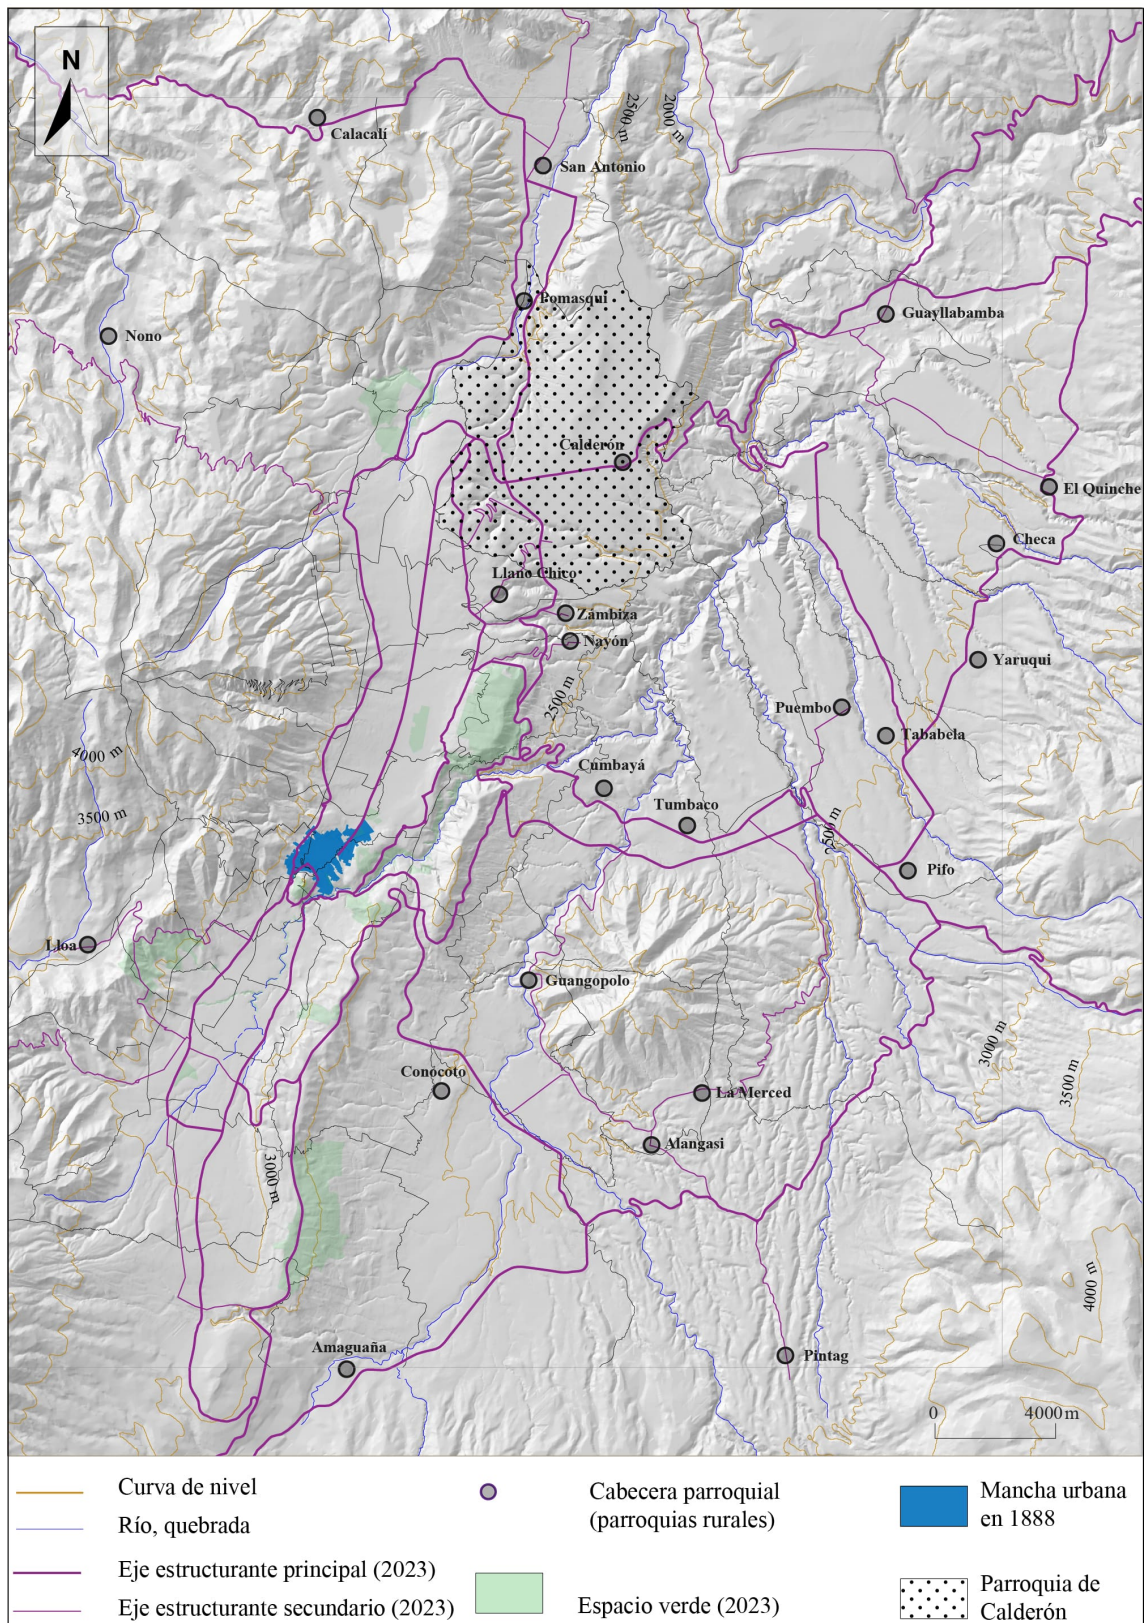 N
Calacalí
2500 m
2000 m
San Antonio
Pomasqui
Guayllabamba
Nono
Calderón
El Quinche
Checa
Llano Chico
Zámbiza
Nayón
Yaruqui
2500 m
Puembo
Tababela
4000 m
Cumbayá
Tumbaco
3500 m
2500 m
Pifo
Lloa
Guangopolo
3000 m
Conocoto
La Merced
3500 m
Alangasi
3000 m
4000 m
Amaguaña
Pintag
0 4000 m
Curva de nivel
Río, quebrada
Eje estructurante principal (2023)
Eje estructurante secundario (2023)
Cabecera parroquial
(parroquias rurales)
Espacio verde (2023)
Mancha urbana
en 1888
Parroquia de
Calderón